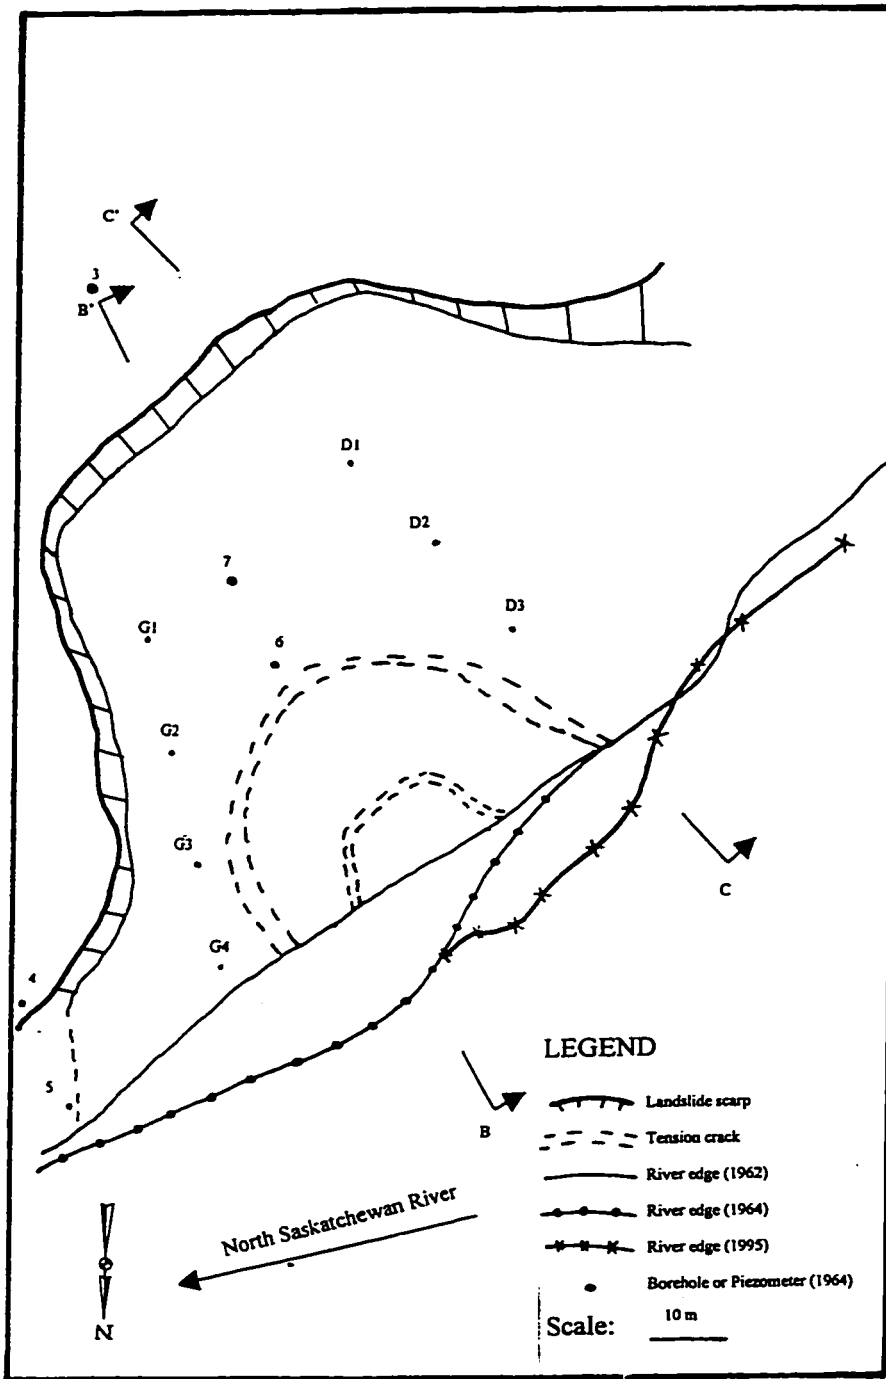 C'
3
B'
D1
D2
7
D3
G1
6
G2
G3
C
G4
4
LEGEND
5
Landslide scarp
B
Tension crack
North Saskatchewan River
River edge (1962)
River edge (1964)
River edge (1995)
Borehole or Piezometer (1964)
10 m
Scale:
N